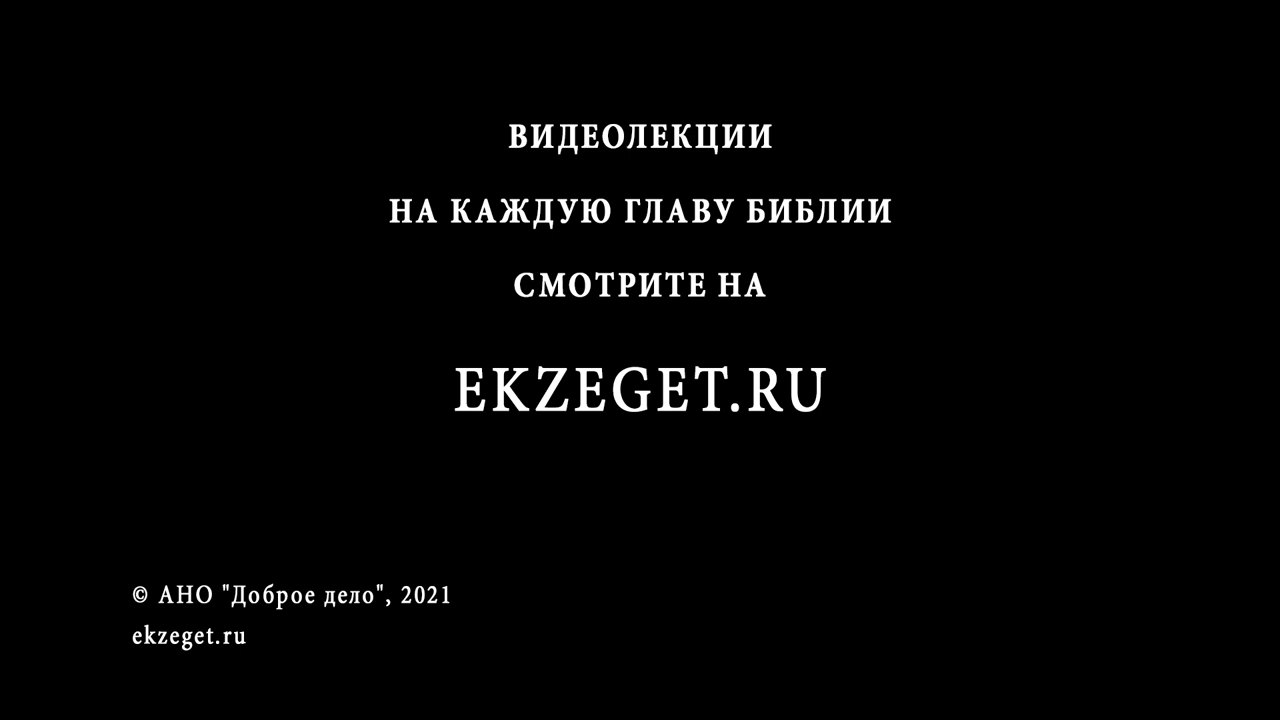 ВИДЕОЛЕКЦИИ
НА КАЖДУЮ ГЛАВУ БИБЛИИ
СМОТРИТЕ НА
EKZEGET.RU
© АНО "Доброе дело", 2021
ekzeget.ru